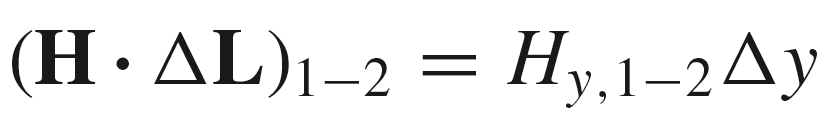 (𝐇 · Δ𝐋)₁₋₂ = H_{y,1−2}Δy